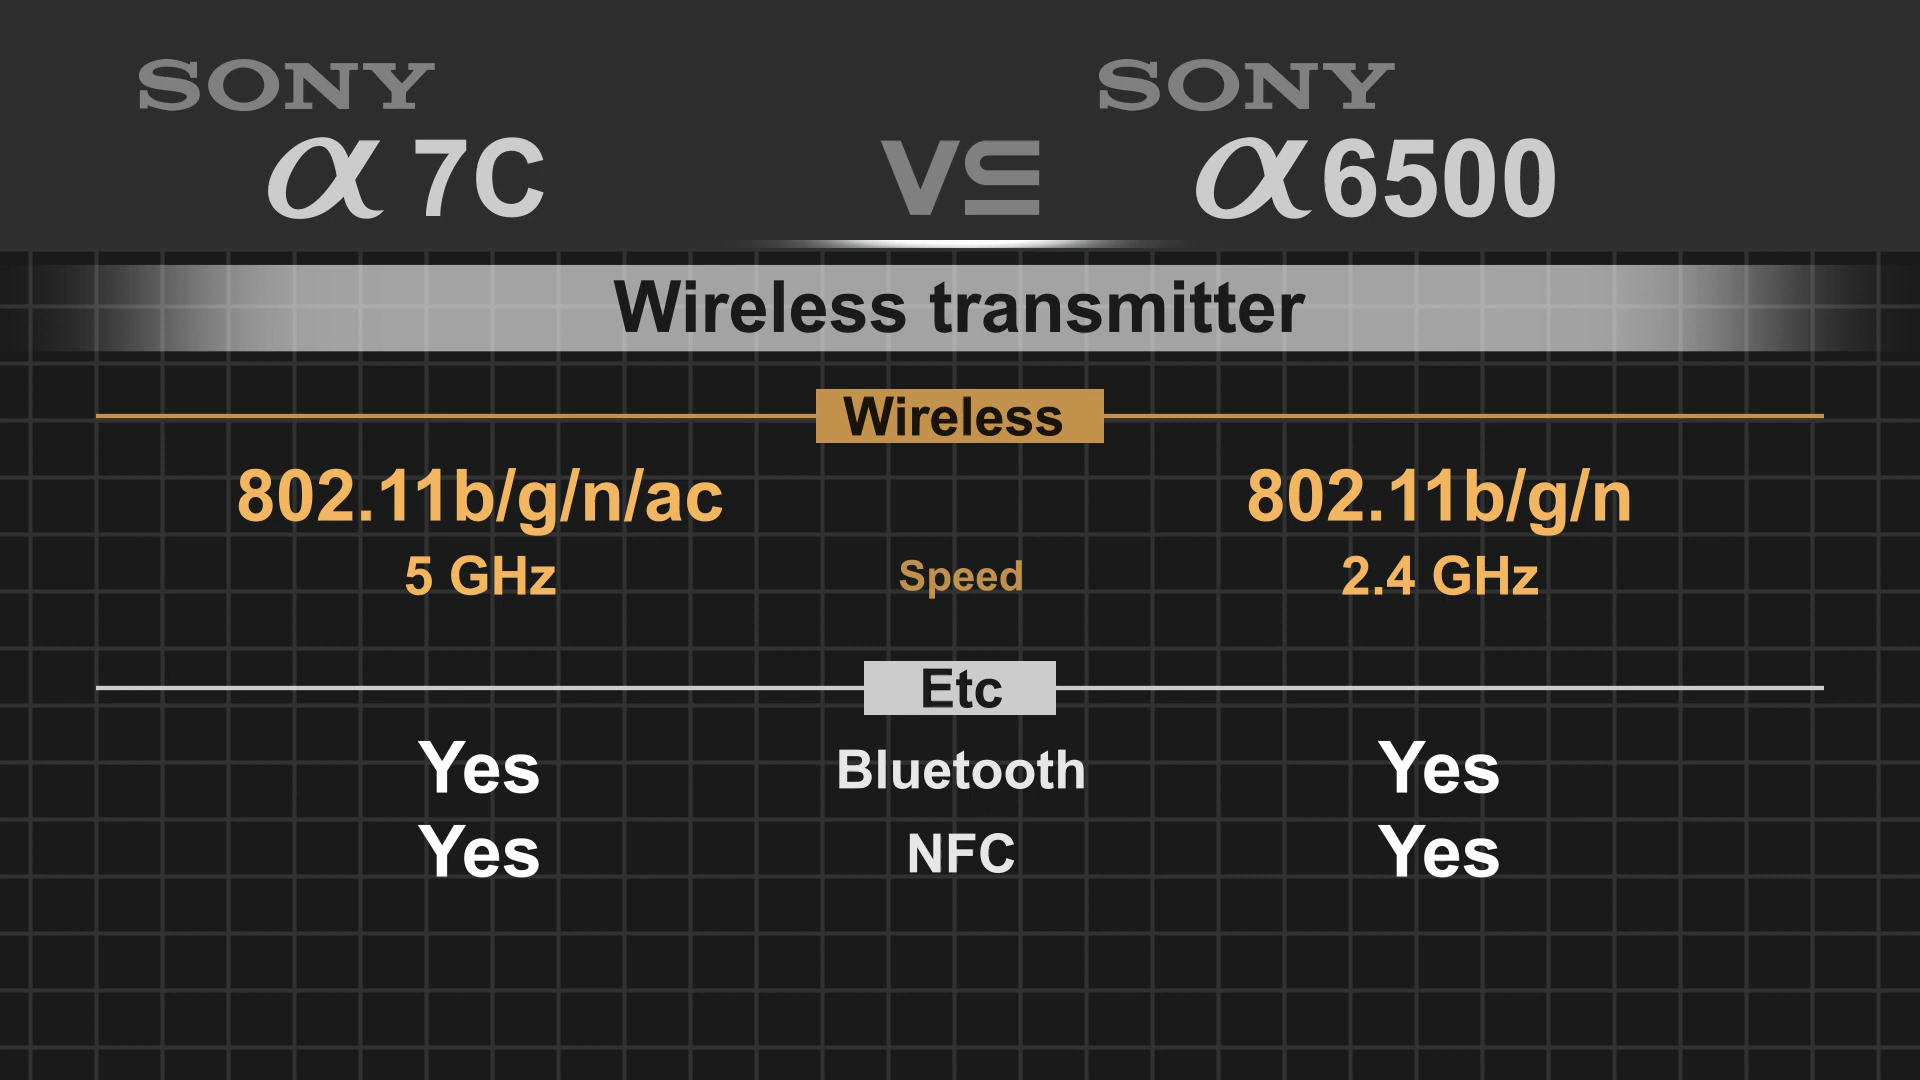 SONY
α 7C
VS
SONY
α6500
Wireless transmitter
Wireless
802.11b/g/n/ac
802.11b/g/n
5 GHz
Speed
2.4 GHz
Etc
Yes
Bluetooth
Yes
Yes
NFC
Yes